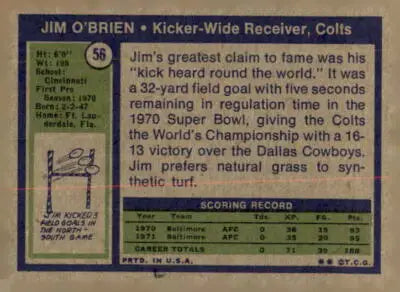 JIM O'BRIEN • Kicker-Wide Receiver, Colts
56
Ht: 6'0"
Wt: 195
School:
Cincinnati
First Pro
Season: 1970
Born: 2-2-47
Home: Ft. Lau-
derdale, Fla.
Jim's greatest claim to fame was his
"kick heard round the world." It was
a 32-yard field goal with five seconds
remaining in regulation time in the
1970 Super Bowl, giving the Colts
the World's Championship with a 16-
13 victory over the Dallas Cowboys.
Jim prefers natural grass to syn-
thetic turf.
JIM KICKED 3
FIELD GOALS IN
THE NORTH-
SOUTH GAME
SCORING RECORD
Year Team Tds. XP. FG. Pts.
1970 Baltimore AFC 0 36 19 93
1971 Baltimore AFC 0 35 20 95
CAREER TOTALS 0 71 39 188
PRTD. IN U.S.A.
** ©T.C.G.